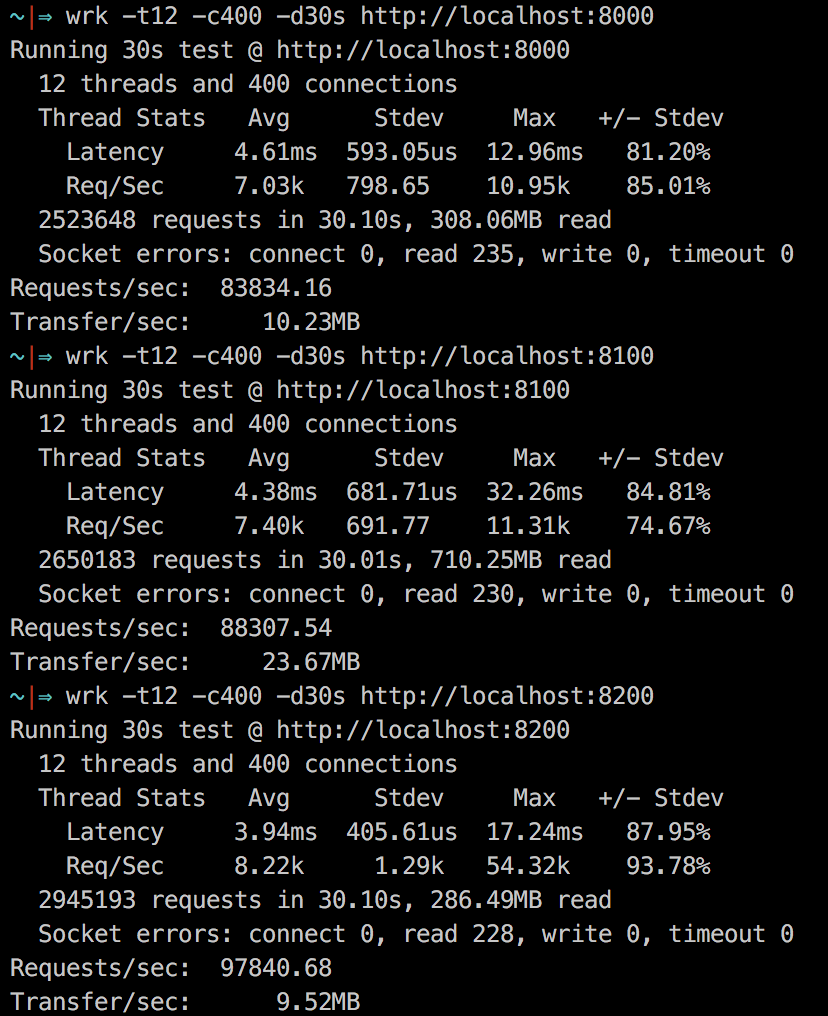 ~|⇒ wrk -t12 -c400 -d30s http://localhost:8000
Running 30s test @ http://localhost:8000
  12 threads and 400 connections
  Thread Stats   Avg      Stdev     Max   +/- Stdev
    Latency     4.61ms  593.05us  12.96ms   81.20%
    Req/Sec     7.03k   798.65    10.95k    85.01%
  2523648 requests in 30.10s, 308.06MB read
  Socket errors: connect 0, read 235, write 0, timeout 0
Requests/sec:  83834.16
Transfer/sec:     10.23MB
~|⇒ wrk -t12 -c400 -d30s http://localhost:8100
Running 30s test @ http://localhost:8100
  12 threads and 400 connections
  Thread Stats   Avg      Stdev     Max   +/- Stdev
    Latency     4.38ms  681.71us  32.26ms   84.81%
    Req/Sec     7.40k   691.77    11.31k    74.67%
  2650183 requests in 30.01s, 710.25MB read
  Socket errors: connect 0, read 230, write 0, timeout 0
Requests/sec:  88307.54
Transfer/sec:     23.67MB
~|⇒ wrk -t12 -c400 -d30s http://localhost:8200
Running 30s test @ http://localhost:8200
  12 threads and 400 connections
  Thread Stats   Avg      Stdev     Max   +/- Stdev
    Latency     3.94ms  405.61us  17.24ms   87.95%
    Req/Sec     8.22k     1.29k   54.32k    93.78%
  2945193 requests in 30.10s, 286.49MB read
  Socket errors: connect 0, read 228, write 0, timeout 0
Requests/sec:  97840.68
Transfer/sec:      9.52MB